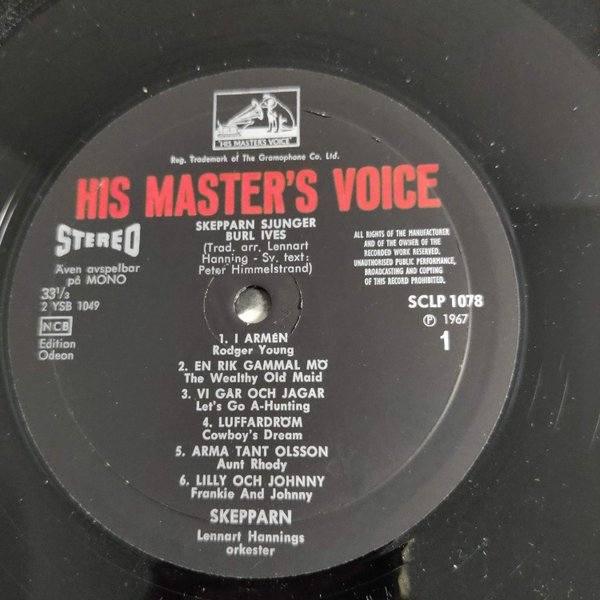 "HIS MASTER'S VOICE"
Reg. Trademark of The Gramophone Co. Ltd.
HIS MASTER'S VOICE
SKEPPARN SJUNGER
BURL IVES
(Trad. arr. Lennart
Hanning - Sv. text:
Peter Himmelstrand)
STEREO
Även avspelbar
på MONO
33⅓
2 YSB 1049
NCB
Edition
Odeon
ALL RIGHTS OF THE MANUFACTURER
AND OF THE OWNER OF THE
RECORDED WORK RESERVED.
UNAUTHORISED PUBLIC PERFORMANCE,
BROADCASTING AND COPYING
OF THIS RECORD PROHIBITED.
SCLP 1078
Ⓟ 1967
1
1. I ARMÉN
Rodger Young
2. EN RIK GAMMAL MÖ
The Wealthy Old Maid
3. VI GÅR OCH JAGAR
Let's Go A-Hunting
4. LUFFARDRÖM
Cowboy's Dream
5. ARMA TANT OLSSON
Aunt Rhody
6. LILLY OCH JOHNNY
Frankie And Johnny
SKEPPARN
Lennart Hannings
orkester